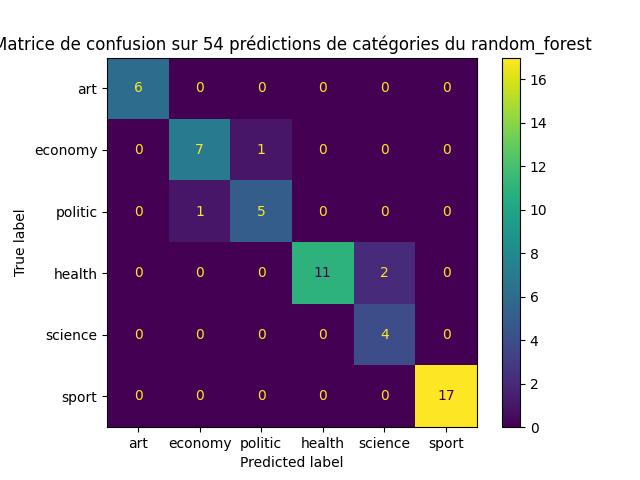 Matrice de confusion sur 54 prédictions de catégories du random_forest
art 6 0 0 0 0 0
economy 0 7 1 0 0 0
politic 0 1 5 0 0 0
health 0 0 0 11 2 0
science 0 0 0 0 4 0
sport 0 0 0 0 0 17
art economy politic health science sport
Predicted label
True label
16
14
12
10
8
6
4
2
0